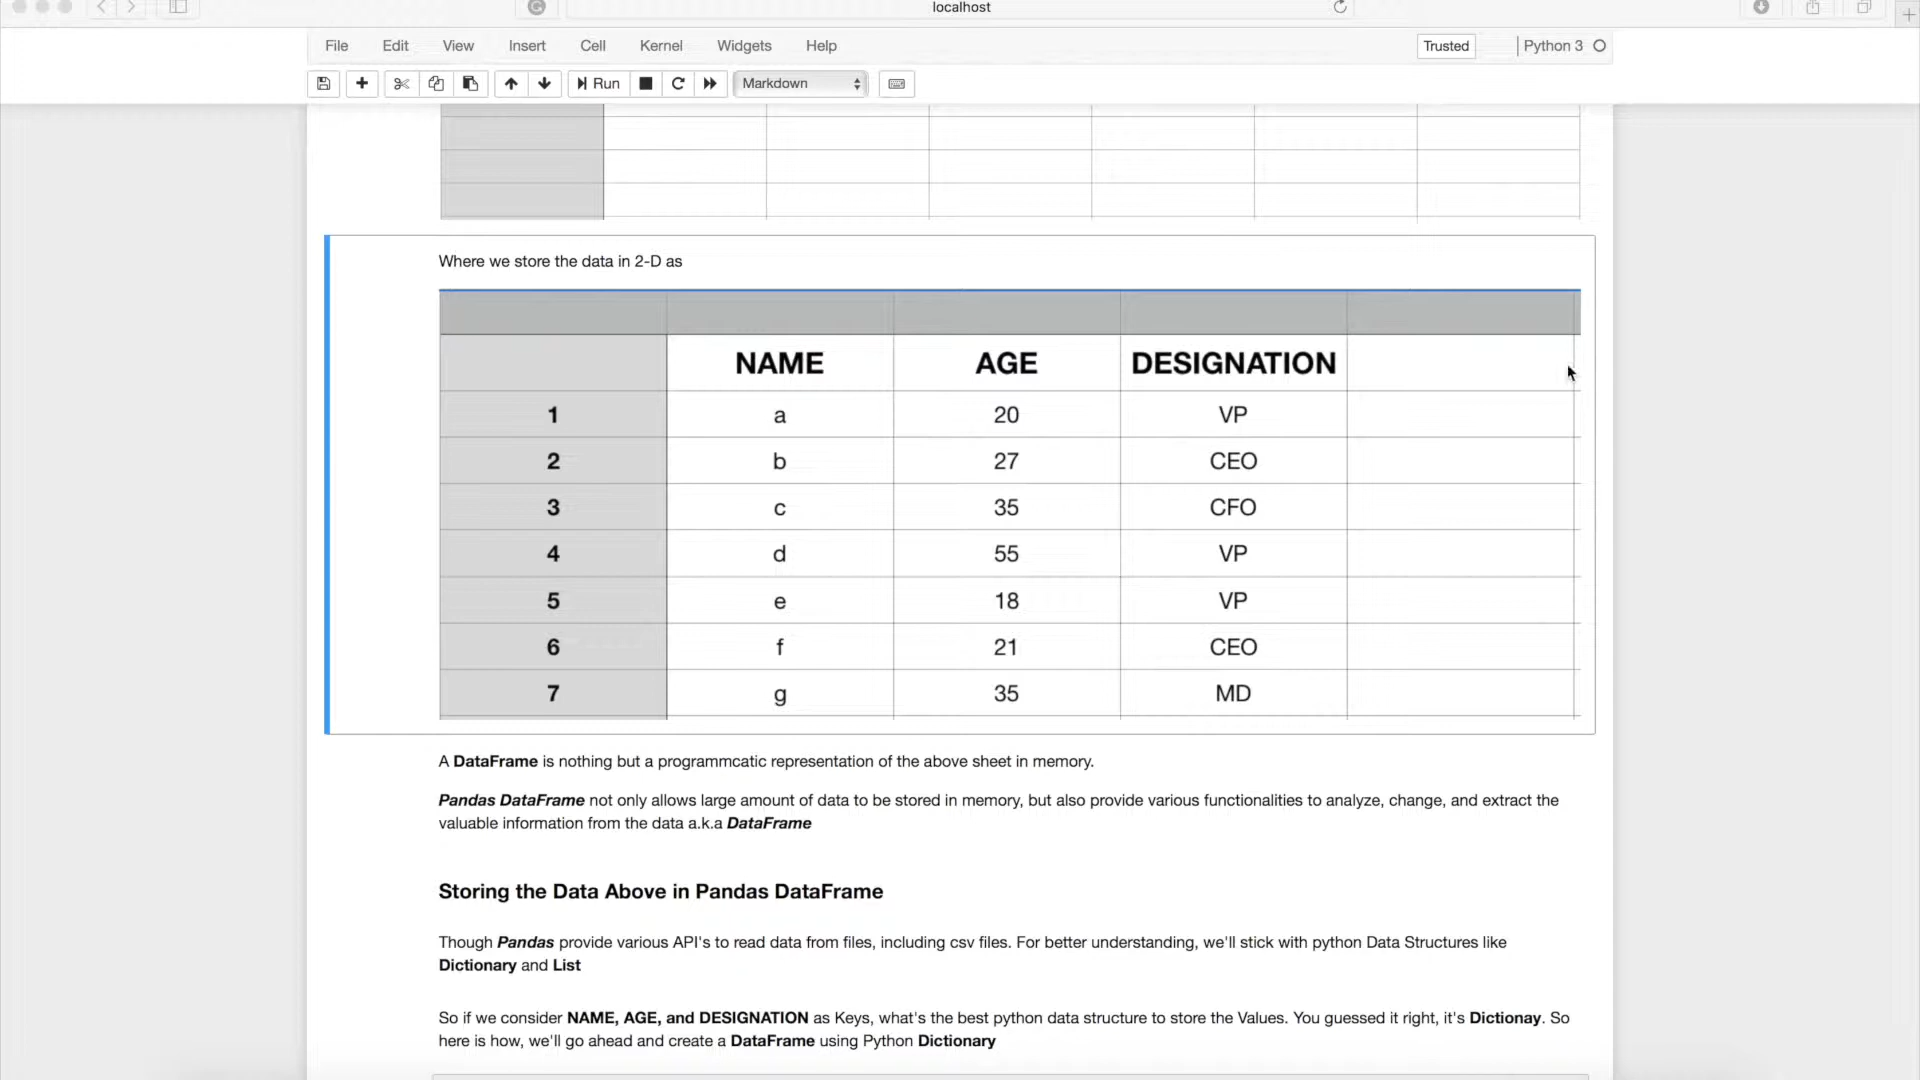 localhost
File Edit View Insert Cell Kernel Widgets Help Trusted Python 3
Run Markdown
Where we store the data in 2-D as
NAME AGE DESIGNATION
1 a 20 VP
2 b 27 CEO
3 c 35 CFO
4 d 55 VP
5 e 18 VP
6 f 21 CEO
7 g 35 MD
A DataFrame is nothing but a programmcatic representation of the above sheet in memory.
Pandas DataFrame not only allows large amount of data to be stored in memory, but also provide various functionalities to analyze, change, and extract the
valuable information from the data a.k.a DataFrame
Storing the Data Above in Pandas DataFrame
Though Pandas provide various API's to read data from files, including csv files. For better understanding, we'll stick with python Data Structures like
Dictionary and List
So if we consider NAME, AGE, and DESIGNATION as Keys, what's the best python data structure to store the Values. You guessed it right, it's Dictionay. So
here is how, we'll go ahead and create a DataFrame using Python Dictionary